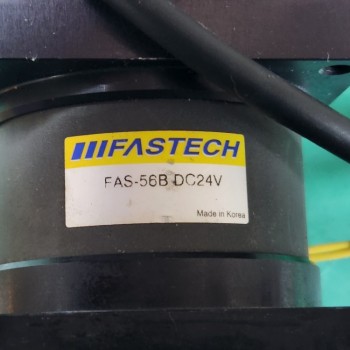 FASTECH
FAS-56B DC24V
Made in Korea